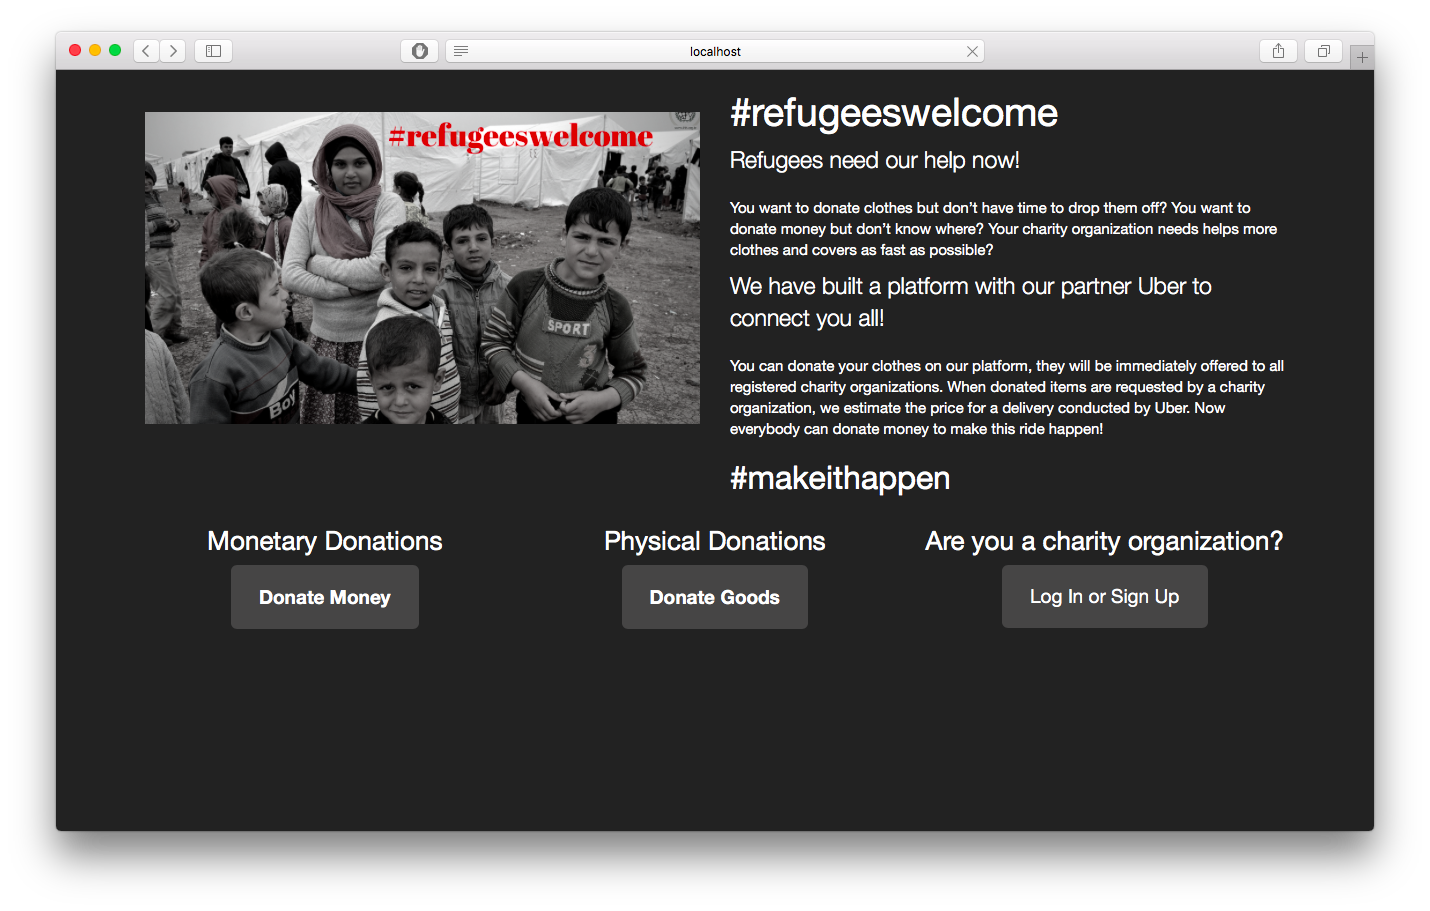 localhost
#refugeeswelcome
#refugeeswelcome
Refugees need our help now!
You want to donate clothes but don’t have time to drop them off? You want to
donate money but don’t know where? Your charity organization needs helps more
clothes and covers as fast as possible?
We have built a platform with our partner Uber to
connect you all!
You can donate your clothes on our platform, they will be immediately offered to all
registered charity organizations. When donated items are requested by a charity
organization, we estimate the price for a delivery conducted by Uber. Now
everybody can donate money to make this ride happen!
#makeithappen
SPORT
Boy
Monetary Donations
Physical Donations
Are you a charity organization?
Donate Money
Donate Goods
Log In or Sign Up